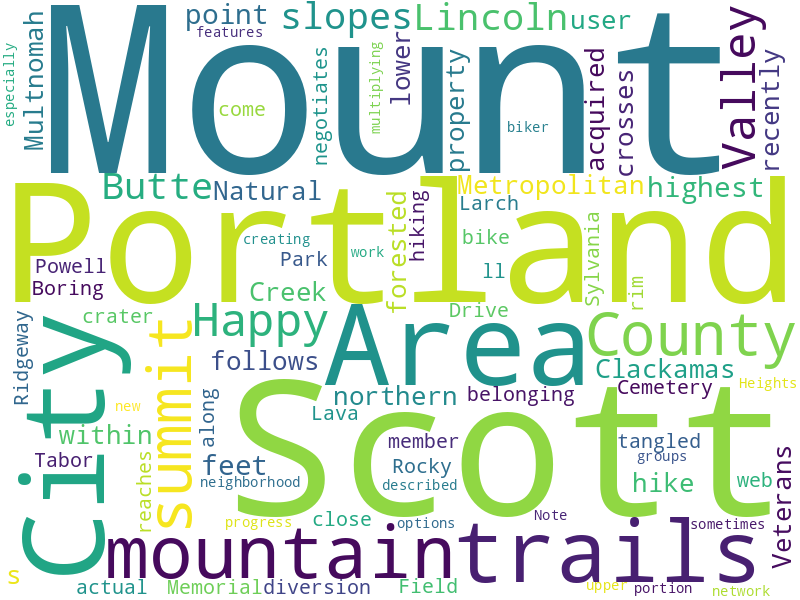 point
slopes
Lincoln
user
features
Mount
Valley
especially
Multnomah
negotiates
multiplying
lower
property
acquired
crosses
recently
come
biker
Butte
Natural
Metropolitan
highest
Portland
Larch
forested
hiking
creating
work
bike
Sylvania
Powell
Park
ll
rim
Boring
Creek
Drive
crater
Happy
Area
County
Ridgeway
City
summit
follows
Clackamas
northern
belonging
Cemetery
Heights
new
Scott
along
Lava
within
member
tangled
Tabor
feet
Rocky
groups
reaches
neighborhood
described
hike
web
Veterans
progress
close
options
Note
sometimes
mountain
trails
S
actual
Memorial
diversion
Field
upper
portion
network